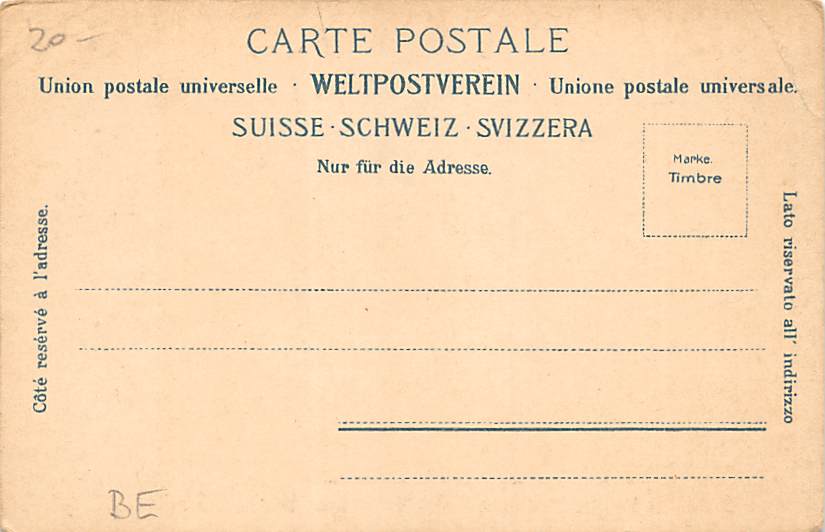 20-
CARTE POSTALE
Union postale universelle · WELTPOSTVEREIN · Unione postale universale.
SUISSE · SCHWEIZ · SVIZZERA
Nur für die Adresse.
Marke.
Timbre
Côté resérvé à l'adresse.
Lato riservato all' indirizzo
BE